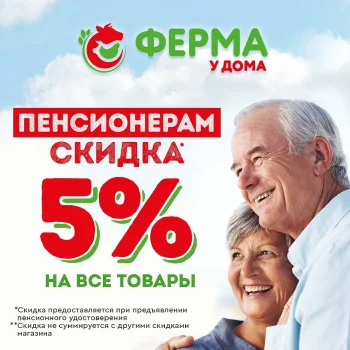 ФЕРМА
У ДОМА
ПЕНСИОНЕРАМ
СКИДКА*
5%
НА ВСЕ ТОВАРЫ
*Скидка предоставляется при предъявлении
пенсионного удостоверения
**Скидка не суммируется с другими скидками
магазина